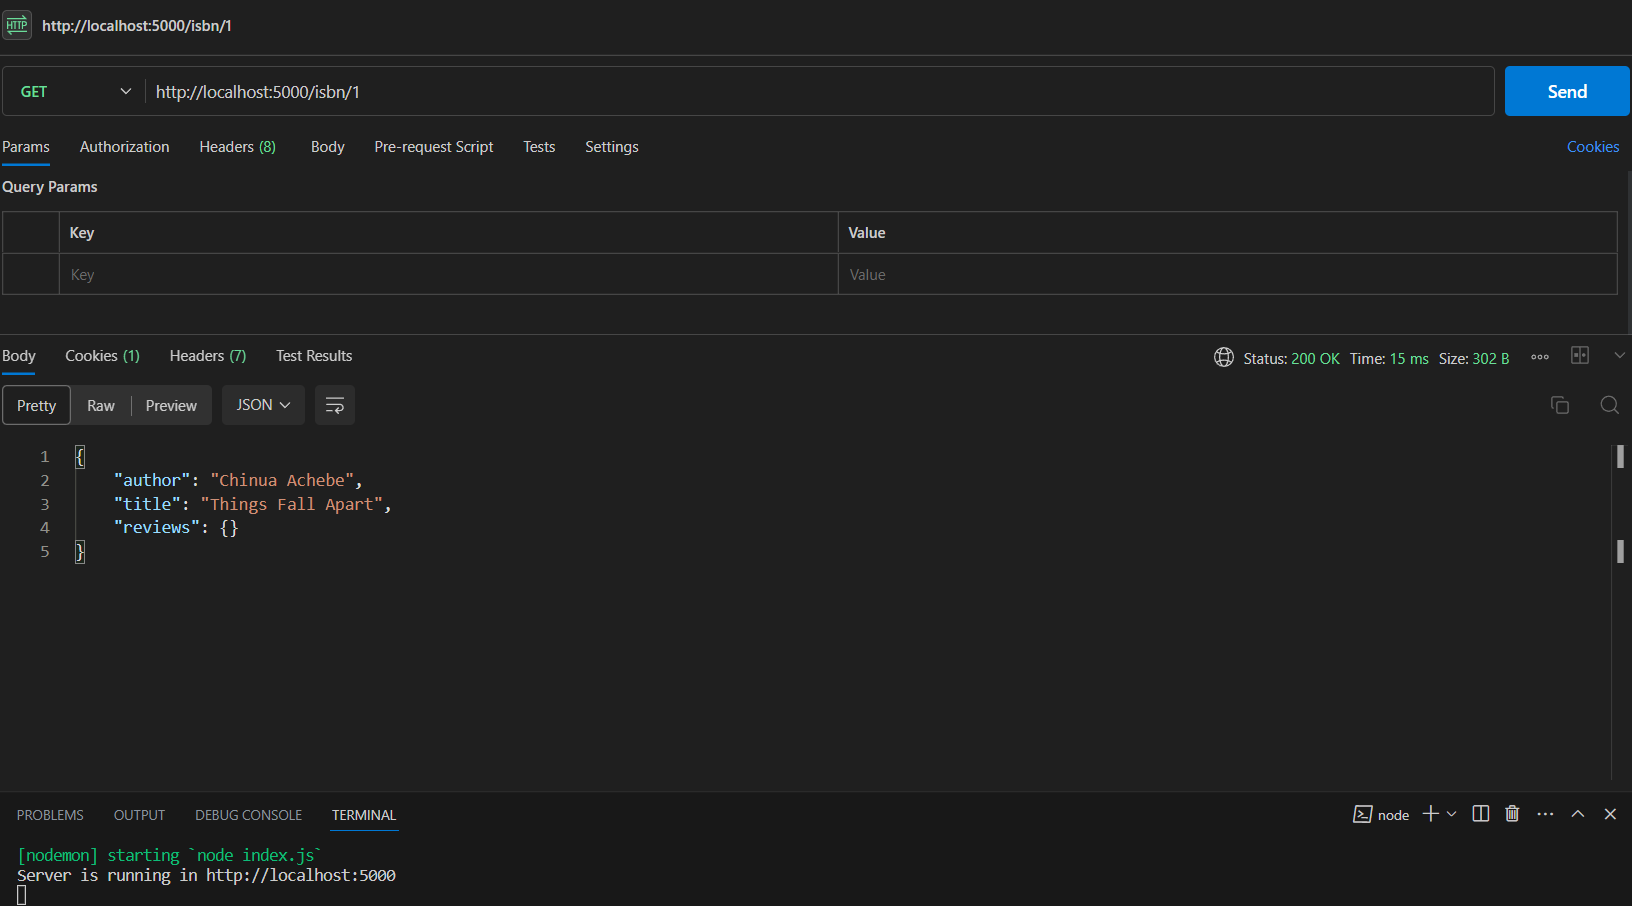 HTTP http://localhost:5000/isbn/1
GET http://localhost:5000/isbn/1 Send
Params Authorization Headers (8) Body Pre-request Script Tests Settings Cookies
Query Params
Key Value
Key Value
Body Cookies (1) Headers (7) Test Results Status: 200 OK Time: 15 ms Size: 302 B
Pretty Raw Preview JSON
1 {
2 "author": "Chinua Achebe",
3 "title": "Things Fall Apart",
4 "reviews": {}
5 }
PROBLEMS OUTPUT DEBUG CONSOLE TERMINAL node
[nodemon] starting `node index.js`
Server is running in http://localhost:5000